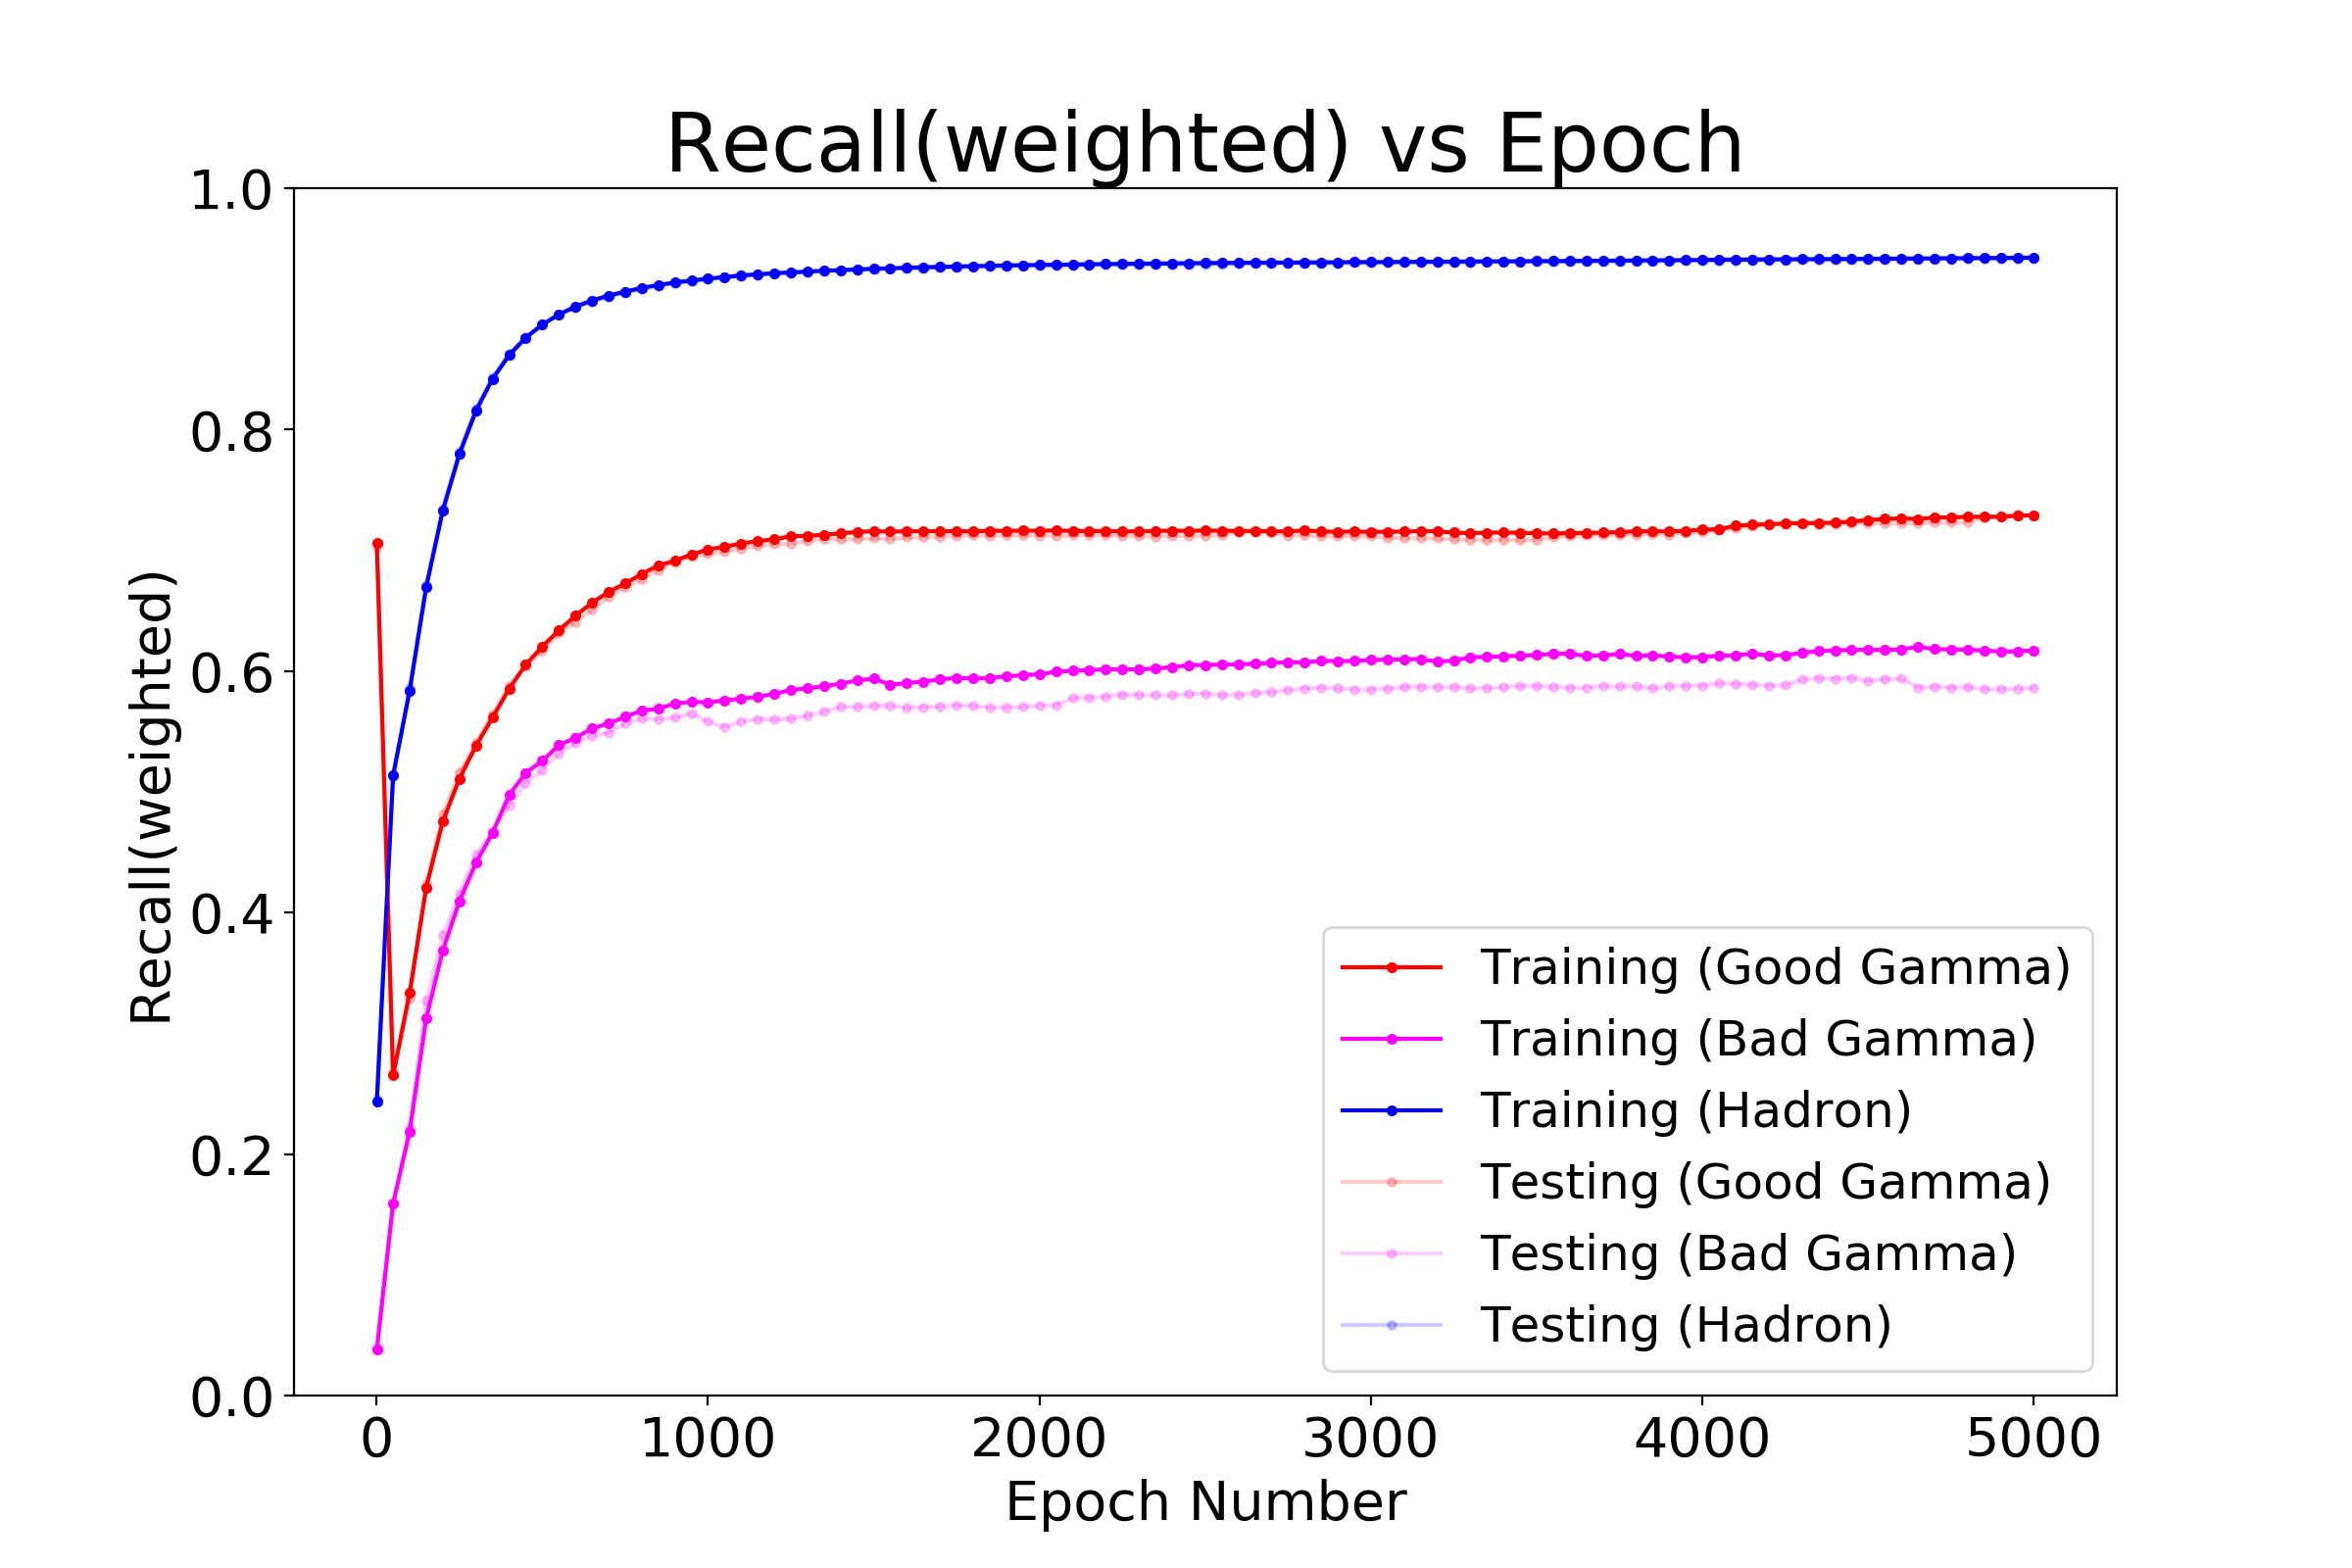 Recall(weighted) vs Epoch
Recall(weighted)
1.0
0.8
0.6
0.4
0.2
0.0
Training (Good Gamma)
Training (Bad Gamma)
Training (Hadron)
Testing (Good Gamma)
Testing (Bad Gamma)
Testing (Hadron)
0 1000 2000 3000 4000 5000
Epoch Number